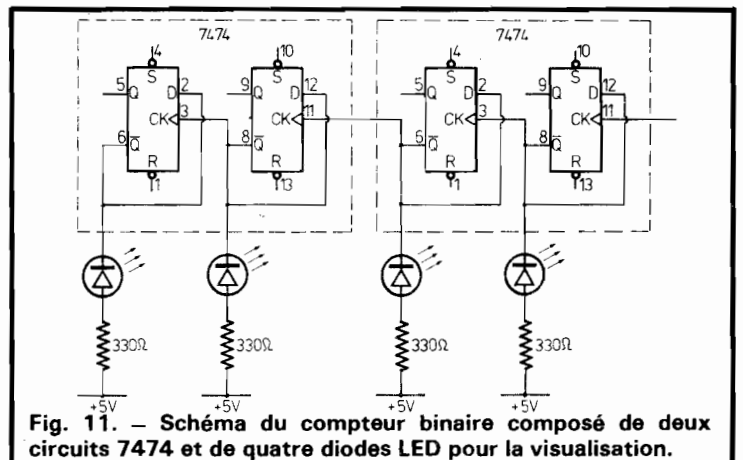 7474 7474
4 10 4 10
S S S S
5 Q D 2 9 Q D 12 5 Q D 2 9 Q D 12
CK 3 CK 11 CK 3 CK 11
6 Q̅ 8 Q̅ 6 Q̅ 8 Q̅
R R R R
1 13 1 13
330Ω 330Ω 330Ω 330Ω
+5V +5V +5V +5V
Fig. 11. — Schéma du compteur binaire composé de deux
circuits 7474 et de quatre diodes LED pour la visualisation.